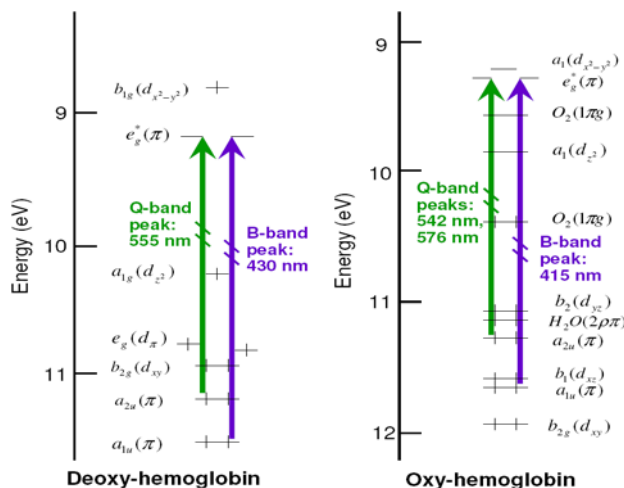 Energy (eV)
9
10
11
b₁g(dx²−y²)
e*g(π)
Q-band
peak:
555 nm
B-band
peak:
430 nm
a₁g(dz²)
eg(dπ)
b₂g(dxy)
a₂u(π)
a₁u(π)
Deoxy-hemoglobin
Energy (eV)
9
10
11
12
a₁(dx²−y²)
e*g(π)
O₂(1πg)
a₁(dz²)
Q-band
peaks:
542 nm,
576 nm
O₂(1πg)
B-band
peak:
415 nm
b₂(dyz)
H₂O(2ρπ)
a₂u(π)
b₁(dxz)
a₁u(π)
b₂g(dxy)
Oxy-hemoglobin